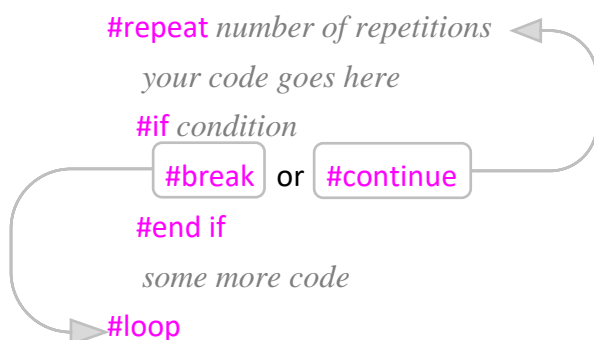 #repeat number of repetitions
your code goes here
#if condition
#break or #continue
#end if
some more code
#loop